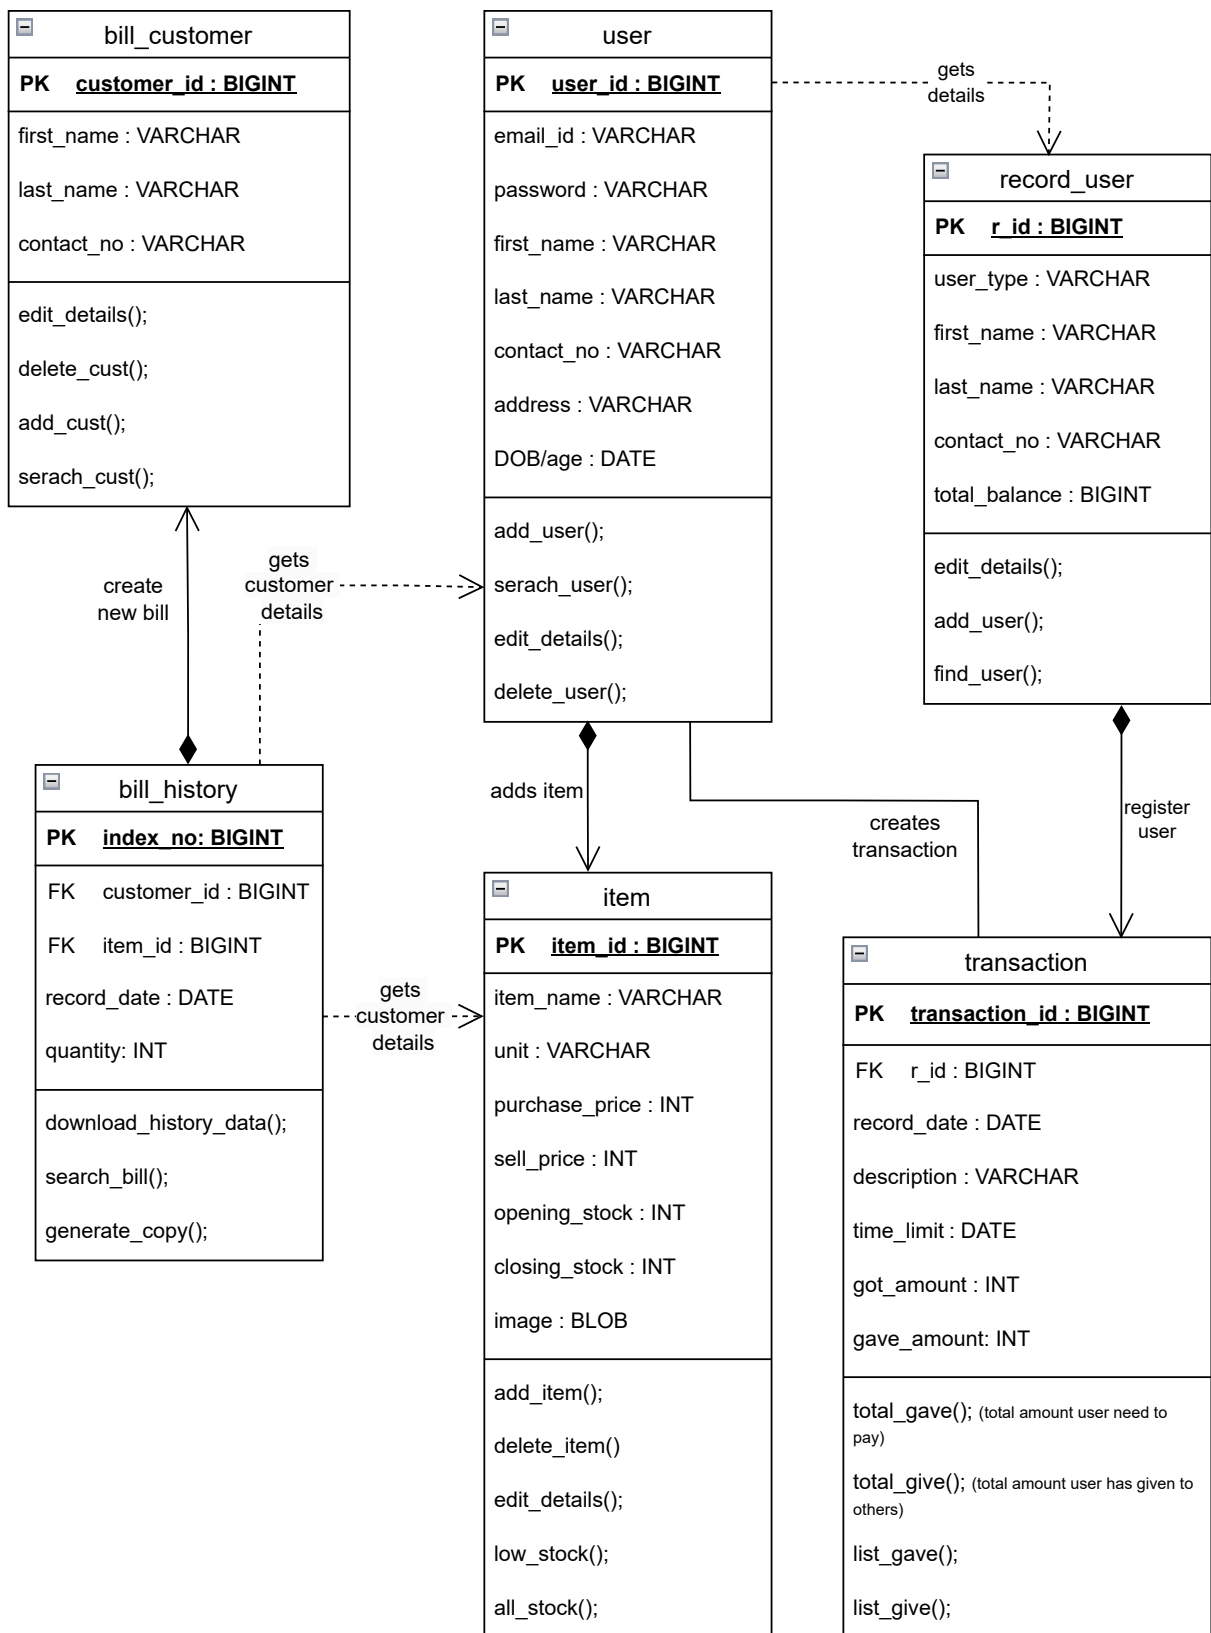 bill_customer
PK customer_id : BIGINT
first_name : VARCHAR
last_name : VARCHAR
contact_no : VARCHAR
edit_details();
delete_cust();
add_cust();
serach_cust();
user
PK user_id : BIGINT
email_id : VARCHAR
password : VARCHAR
first_name : VARCHAR
last_name : VARCHAR
contact_no : VARCHAR
address : VARCHAR
DOB/age : DATE
add_user();
serach_user();
edit_details();
delete_user();
gets
details
record_user
PK r_id : BIGINT
user_type : VARCHAR
first_name : VARCHAR
last_name : VARCHAR
contact_no : VARCHAR
total_balance : BIGINT
edit_details();
add_user();
find_user();
create
new bill
gets
customer
details
adds item
creates
transaction
register
user
bill_history
PK index_no: BIGINT
FK customer_id : BIGINT
FK item_id : BIGINT
record_date : DATE
quantity: INT
download_history_data();
search_bill();
generate_copy();
gets
customer
details
item
PK item_id : BIGINT
item_name : VARCHAR
unit : VARCHAR
purchase_price : INT
sell_price : INT
opening_stock : INT
closing_stock : INT
image : BLOB
add_item();
delete_item()
edit_details();
low_stock();
all_stock();
transaction
PK transaction_id : BIGINT
FK r_id : BIGINT
record_date : DATE
description : VARCHAR
time_limit : DATE
got_amount : INT
gave_amount: INT
total_gave(); (total amount user need to
pay)
total_give(); (total amount user has given to
others)
list_gave();
list_give();